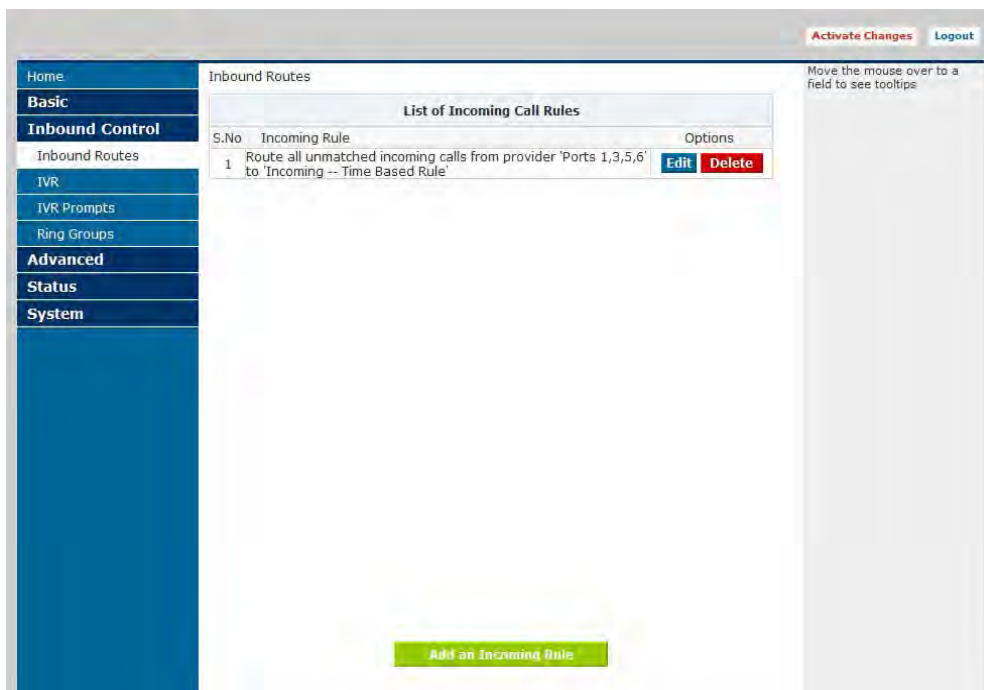 Activate Changes Logout
Home
Basic
Inbound Control
Inbound Routes
IVR
IVR Prompts
Ring Groups
Advanced
Status
System
Inbound Routes
List of Incoming Call Rules
S.No Incoming Rule Options
1 Route all unmatched incoming calls from provider 'Ports 1,3,5,6'
to 'Incoming -- Time Based Rule'
Edit Delete
Add an Incoming Rule
Move the mouse over to a
field to see tooltips